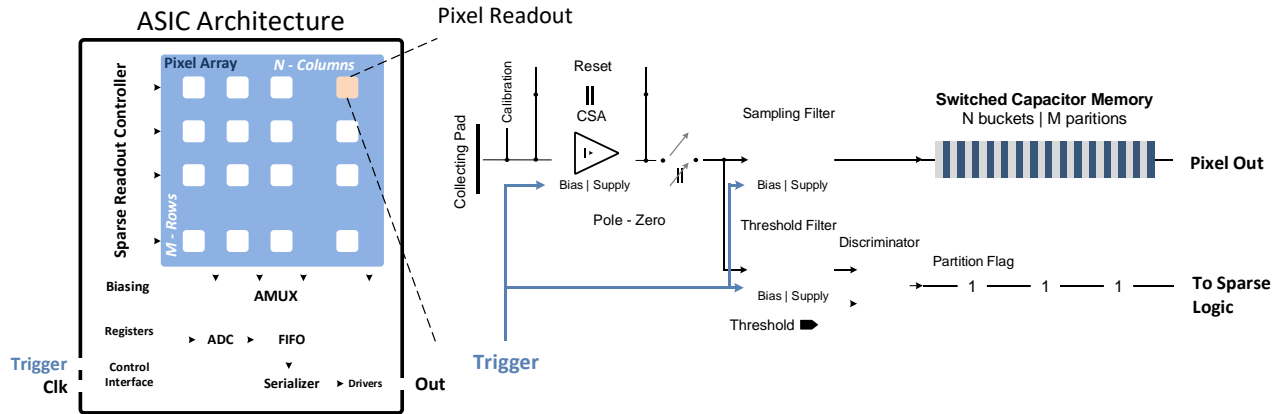 ASIC Architecture
Pixel Readout
Pixel Array
N - Columns
Sparse Readout Controller
M - Rows
Biasing
AMUX
Registers
ADC
FIFO
Trigger
Clk
Control
Interface
Serializer
Drivers
Out
Collecting Pad
Calibration
Reset
CSA
Bias | Supply
Pole - Zero
Sampling Filter
Bias | Supply
Threshold Filter
Bias | Supply
Threshold
Discriminator
Switched Capacitor Memory
N buckets | M paritions
Pixel Out
Partition Flag
1 1 1
To Sparse
Logic
Trigger